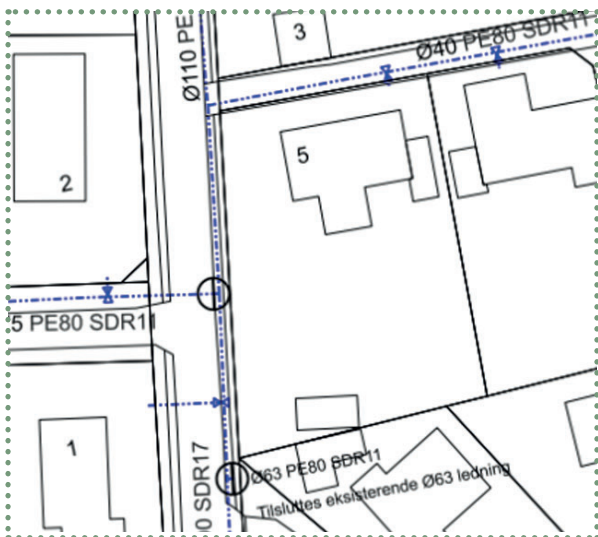 3
Ø40 PE80 SDR11
Ø110 PE
5
2
5 PE80 SDR11
1
Ø63 PE80 SDR11
Tilsluttes eksisterende Ø63 ledning
00 SDR17